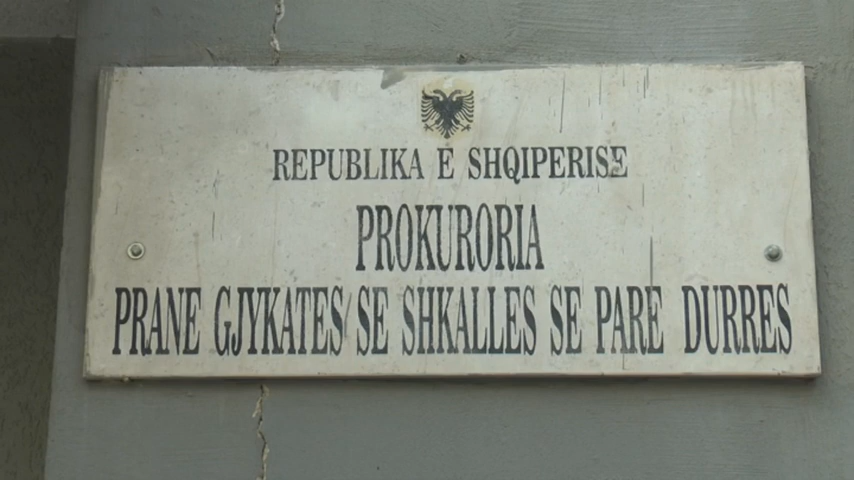 REPUBLIKA E SHQIPERISE
PROKURORIA
PRANE GJYKATES SE SHKALLES SE PARE DURRES